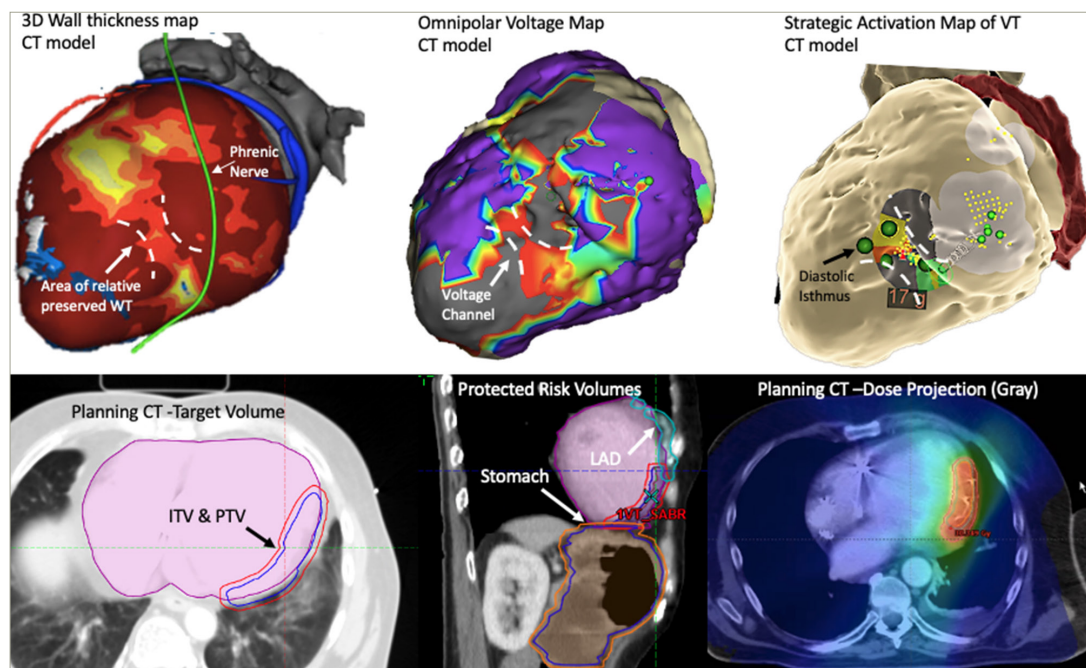 3D Wall thickness map
CT model
Phrenic
Nerve
Area of relative
preserved WT
Omnipolar Voltage Map
CT model
Voltage
Channel
Strategic Activation Map of VT
CT model
Diastolic
Isthmus
17
Planning CT -Target Volume
ITV & PTV
Protected Risk Volumes
LAD
Stomach
1VT_SABR
Planning CT –Dose Projection (Gray)